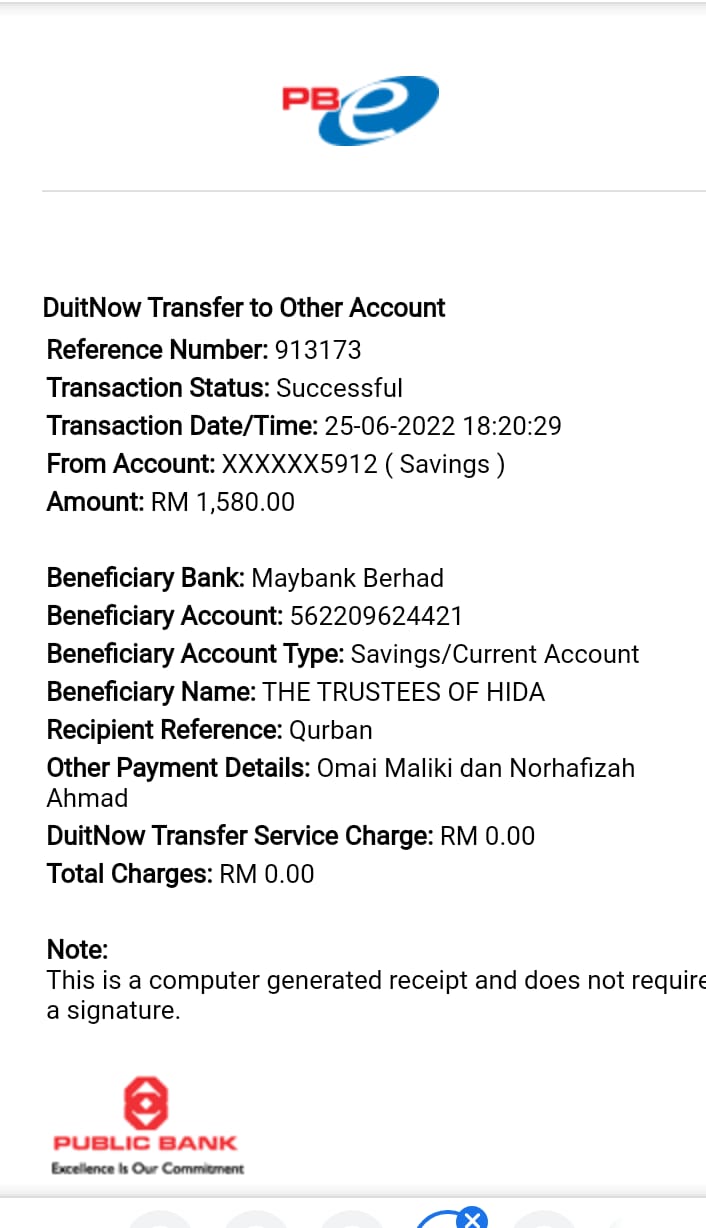 PBe
DuitNow Transfer to Other Account
Reference Number: 913173
Transaction Status: Successful
Transaction Date/Time: 25-06-2022 18:20:29
From Account: XXXXXX5912 ( Savings )
Amount: RM 1,580.00
Beneficiary Bank: Maybank Berhad
Beneficiary Account: 562209624421
Beneficiary Account Type: Savings/Current Account
Beneficiary Name: THE TRUSTEES OF HIDA
Recipient Reference: Qurban
Other Payment Details: Omai Maliki dan Norhafizah
Ahmad
DuitNow Transfer Service Charge: RM 0.00
Total Charges: RM 0.00
Note:
This is a computer generated receipt and does not require
a signature.
PUBLIC BANK
Excellence Is Our Commitment